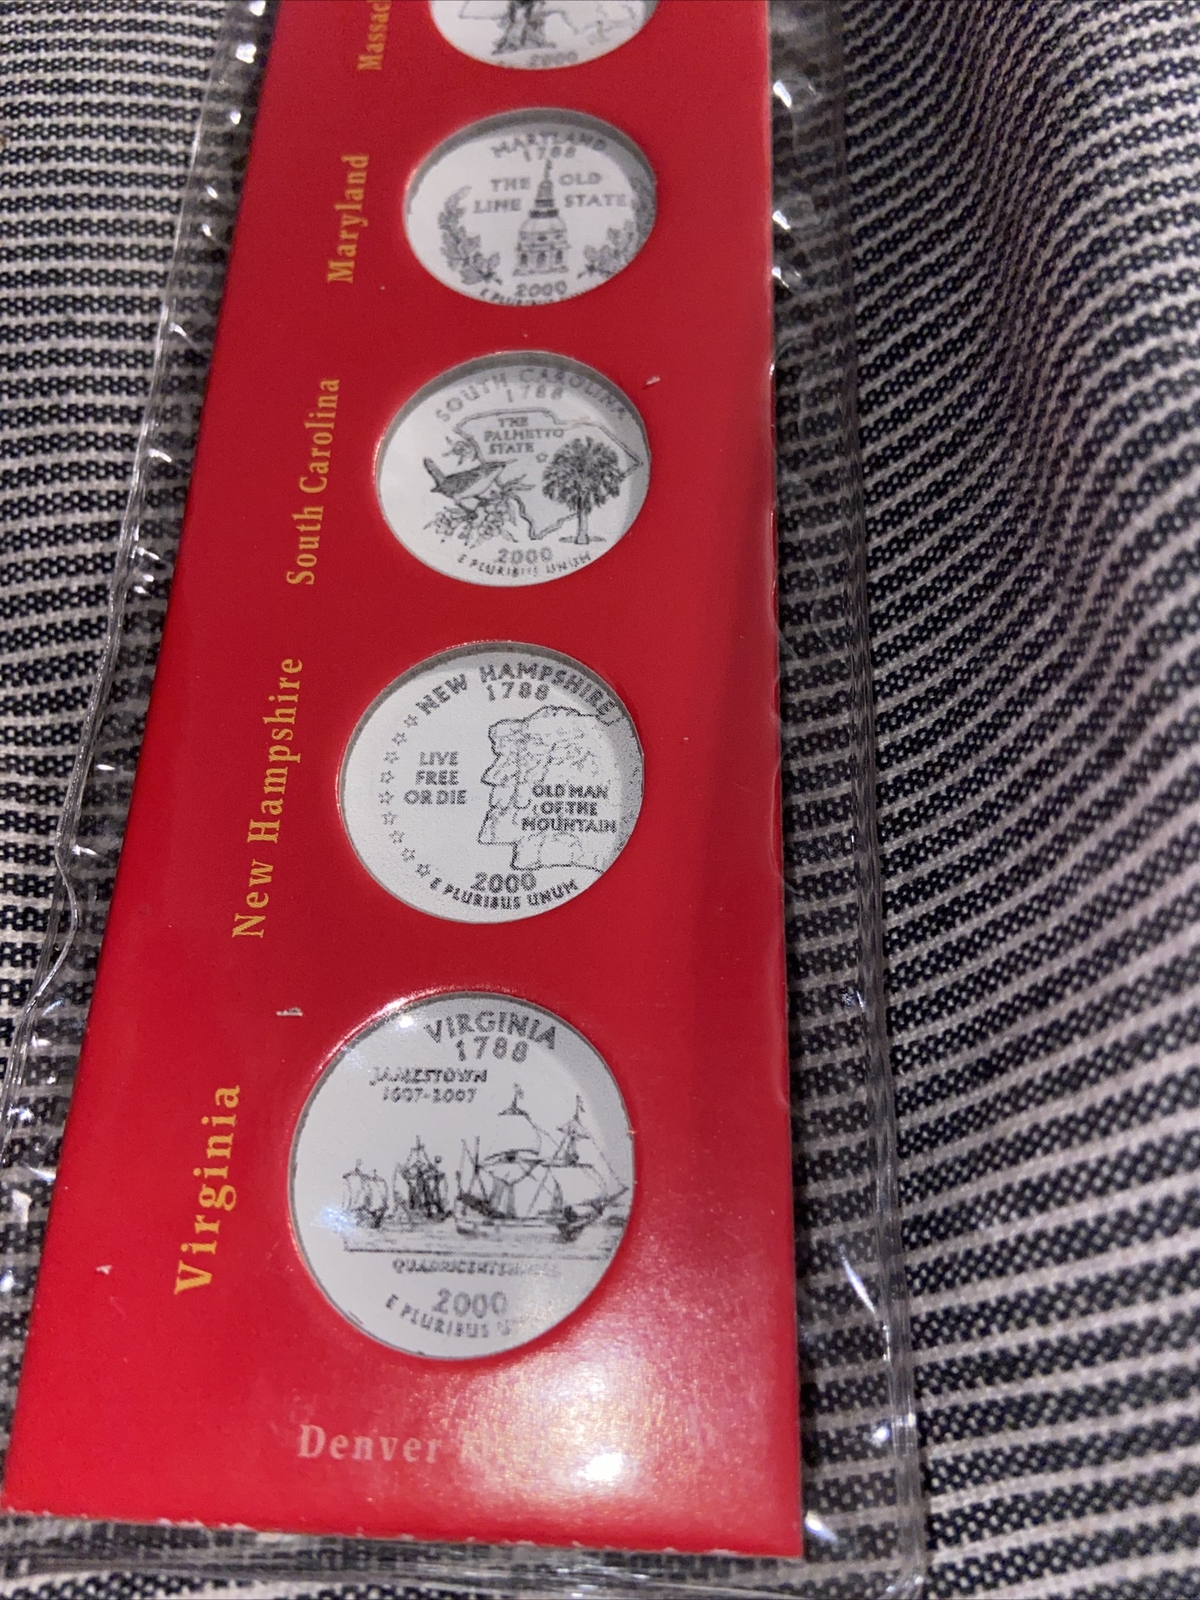 2000
Maryland
MARYLAND
1788
THE OLD
LINE STATE
2000
E PLURIBUS
South Carolina
SOUTH CAROLINA
1788
THE
PALMETTO
STATE
2000
E PLURIBUS UNUM
New Hampshire
NEW HAMPSHIRE
1788
LIVE
FREE
OR DIE
OLD MAN
OF THE
MOUNTAIN
2000
E PLURIBUS UNUM
Virginia
VIRGINIA
1788
JAMESTOWN
1607-2007
2000
E PLURIBUS
Denver